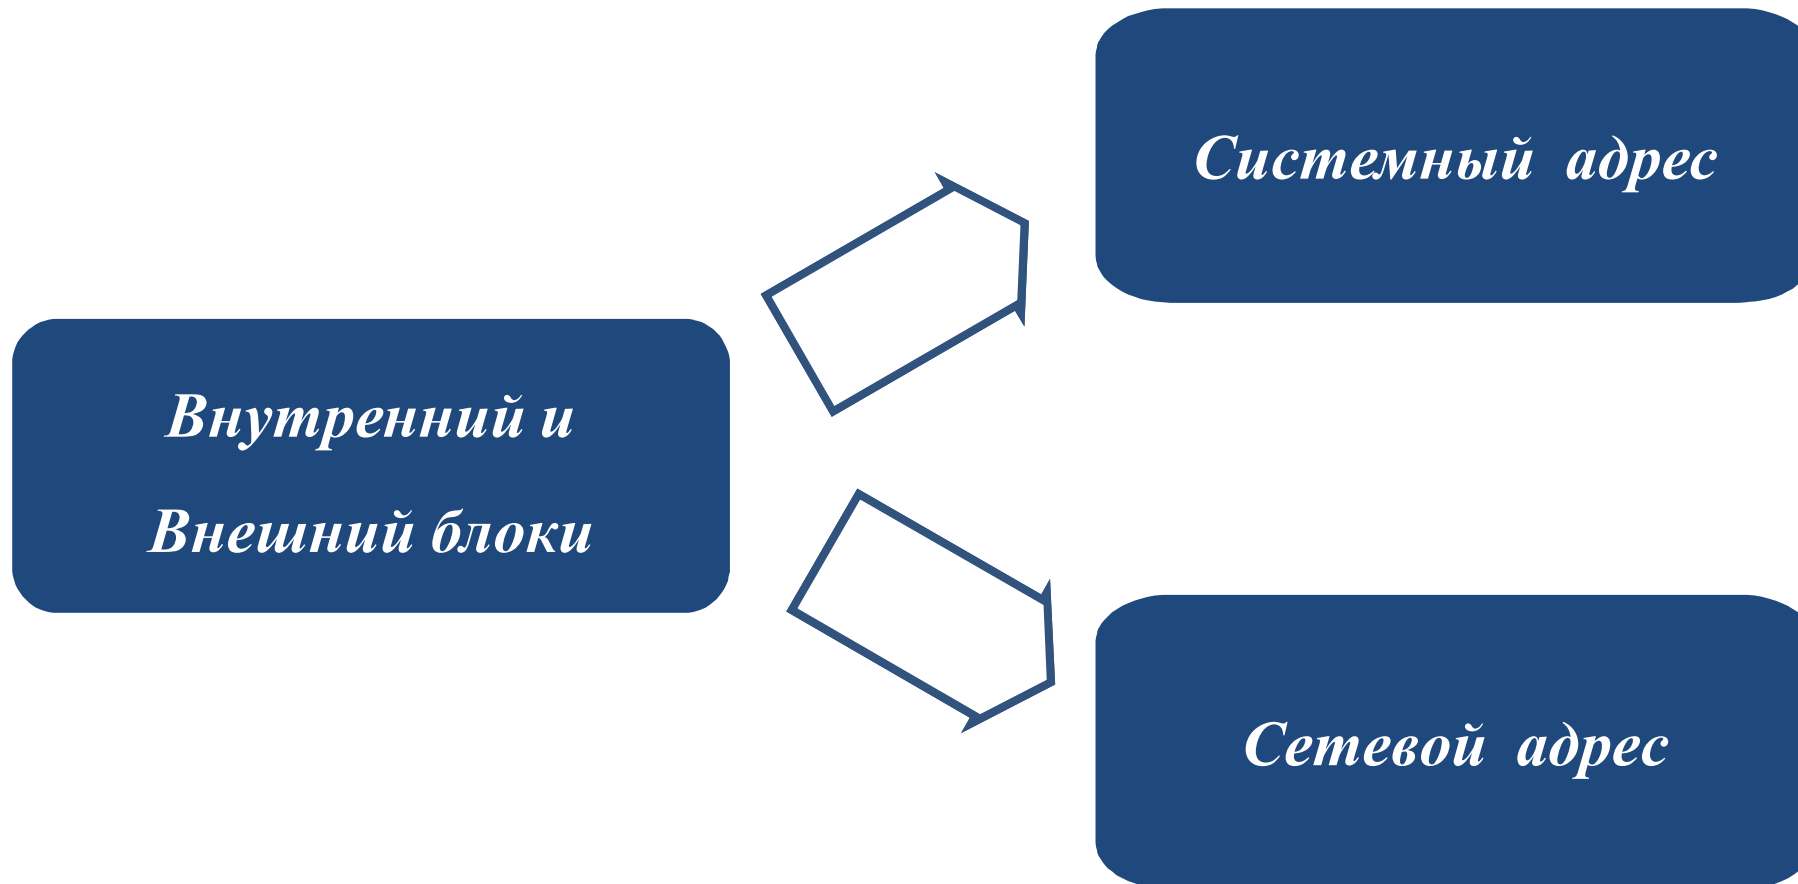 Системный адрес
Внутренний и
Внешний блоки
Сетевой адрес